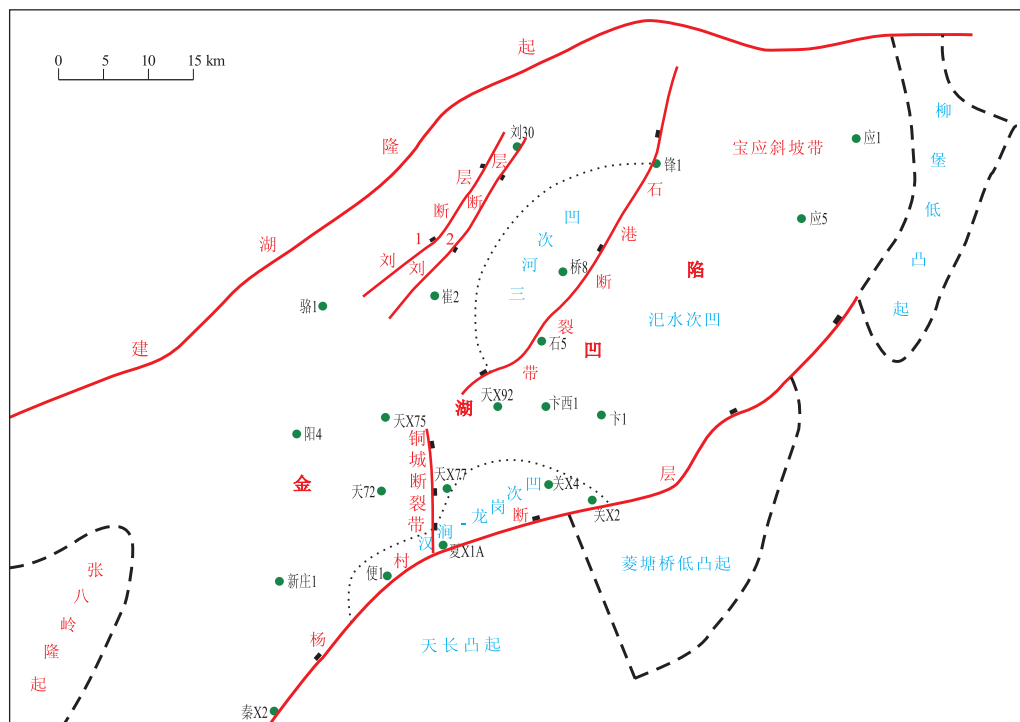 0 5 10 15 km
建湖隆起
刘30
刘1断层
刘2断层
锋1
石港断裂带
宝应斜坡带
应1
应5
柳堡低凸起
三河次凹
桥8
崔2
骆1
石5
氾水次凹
金湖凹陷
天X92
卞西1
卞1
天X75
阳4
铜城断裂带
天X77
天72
关X4
关X2
汊涧-龙岗次凹
夏X1A
便1
新庄1
杨村断层
菱塘桥低凸起
天长凸起
张八岭隆起
秦X2